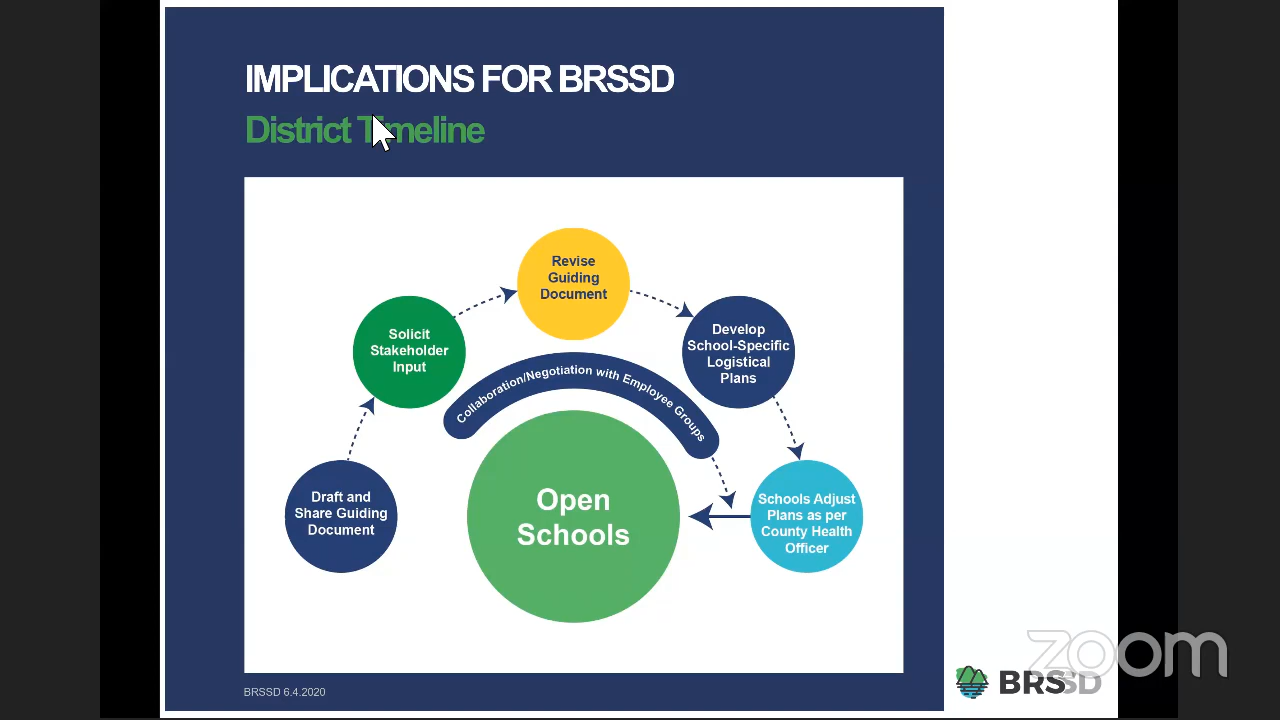 IMPLICATIONS FOR BRSSD
District Timeline
Revise
Guiding
Document
Solicit
Stakeholder
Input
Develop
School-Specific
Logistical
Plans
Collaboration/Negotiation with Employee Groups
Draft and
Share Guiding
Document
Open
Schools
Schools Adjust
Plans as per
County Health
Officer
BRSSD 6.4.2020
zoom
BRSSD